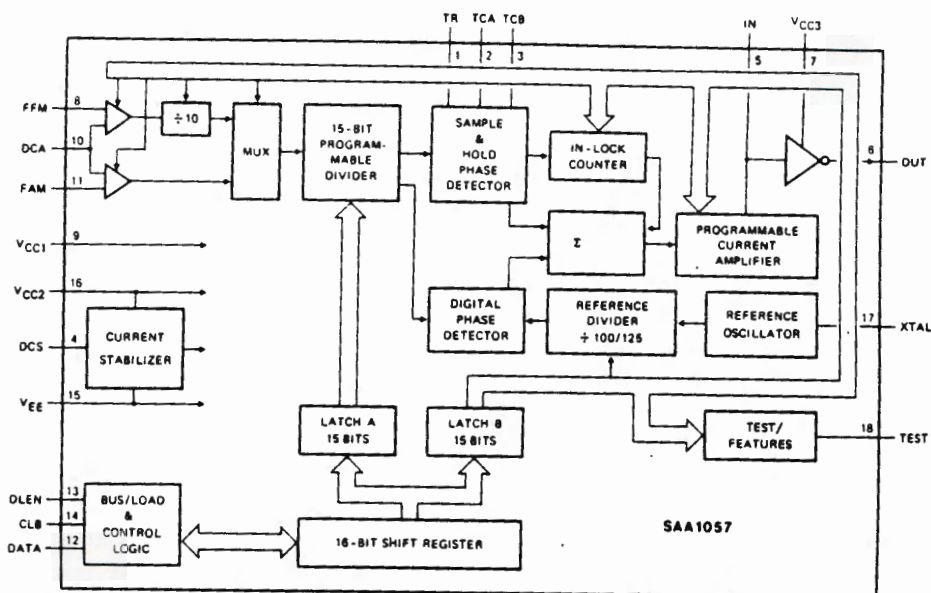 TR TCA TCB IN VCC3
1 2 3 5 7
FFM 8
÷10
DCA 10
FAM 11
MUX
15-BIT
PROGRAM-
MABLE
DIVIDER
SAMPLE
&
HOLD
PHASE
DETECTOR
IN-LOCK
COUNTER
6 OUT
VCC1 9
Σ
PROGRAMMABLE
CURRENT
AMPLIFIER
VCC2 16
DCS 4
CURRENT
STABILIZER
VEE 15
DIGITAL
PHASE
DETECTOR
REFERENCE
DIVIDER
÷ 100/125
REFERENCE
OSCILLATOR
17 XTAL
LATCH A
15 BITS
LATCH B
15 BITS
TEST/
FEATURES
18 TEST
DLEN 13
CLB 14
DATA 12
BUS/LOAD
&
CONTROL
LOGIC
16-BIT SHIFT REGISTER
SAA1057